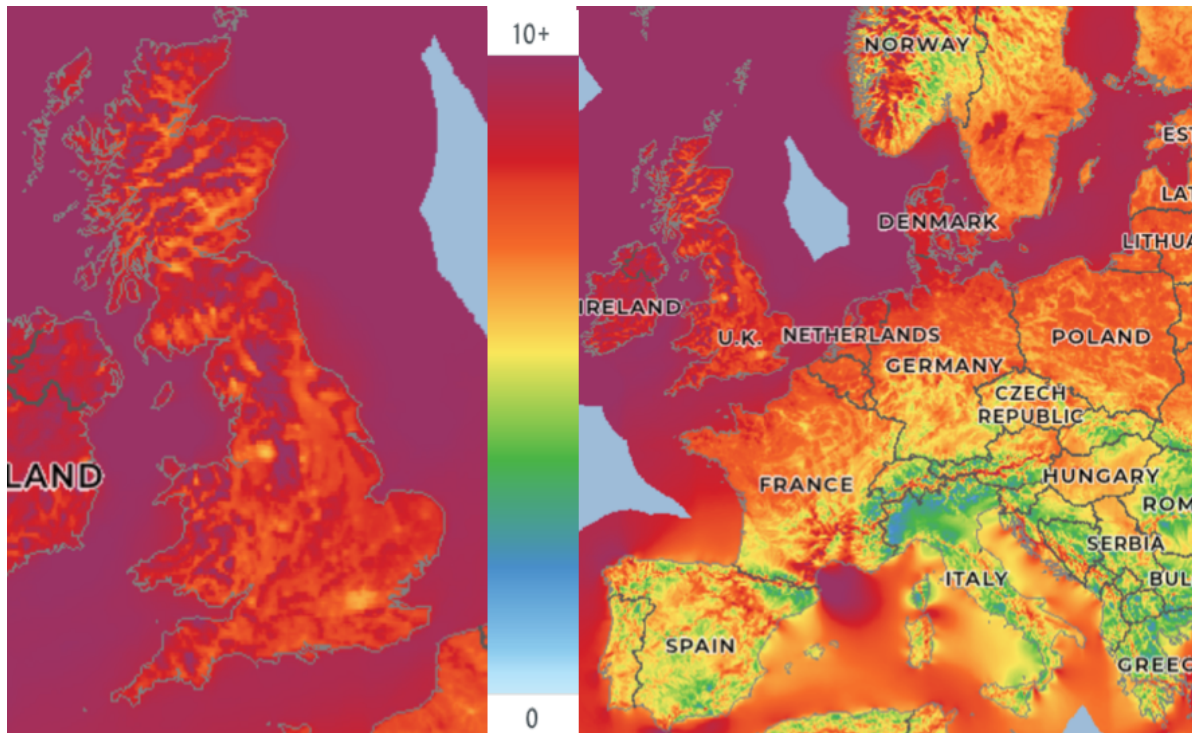 10+
0
LAND
NORWAY
EST
LAT
DENMARK
LITHUA
IRELAND
U.K.
NETHERLANDS
POLAND
GERMANY
CZECH
REPUBLIC
FRANCE
HUNGARY
ROM
SERBIA
ITALY
BUL
SPAIN
GREEC